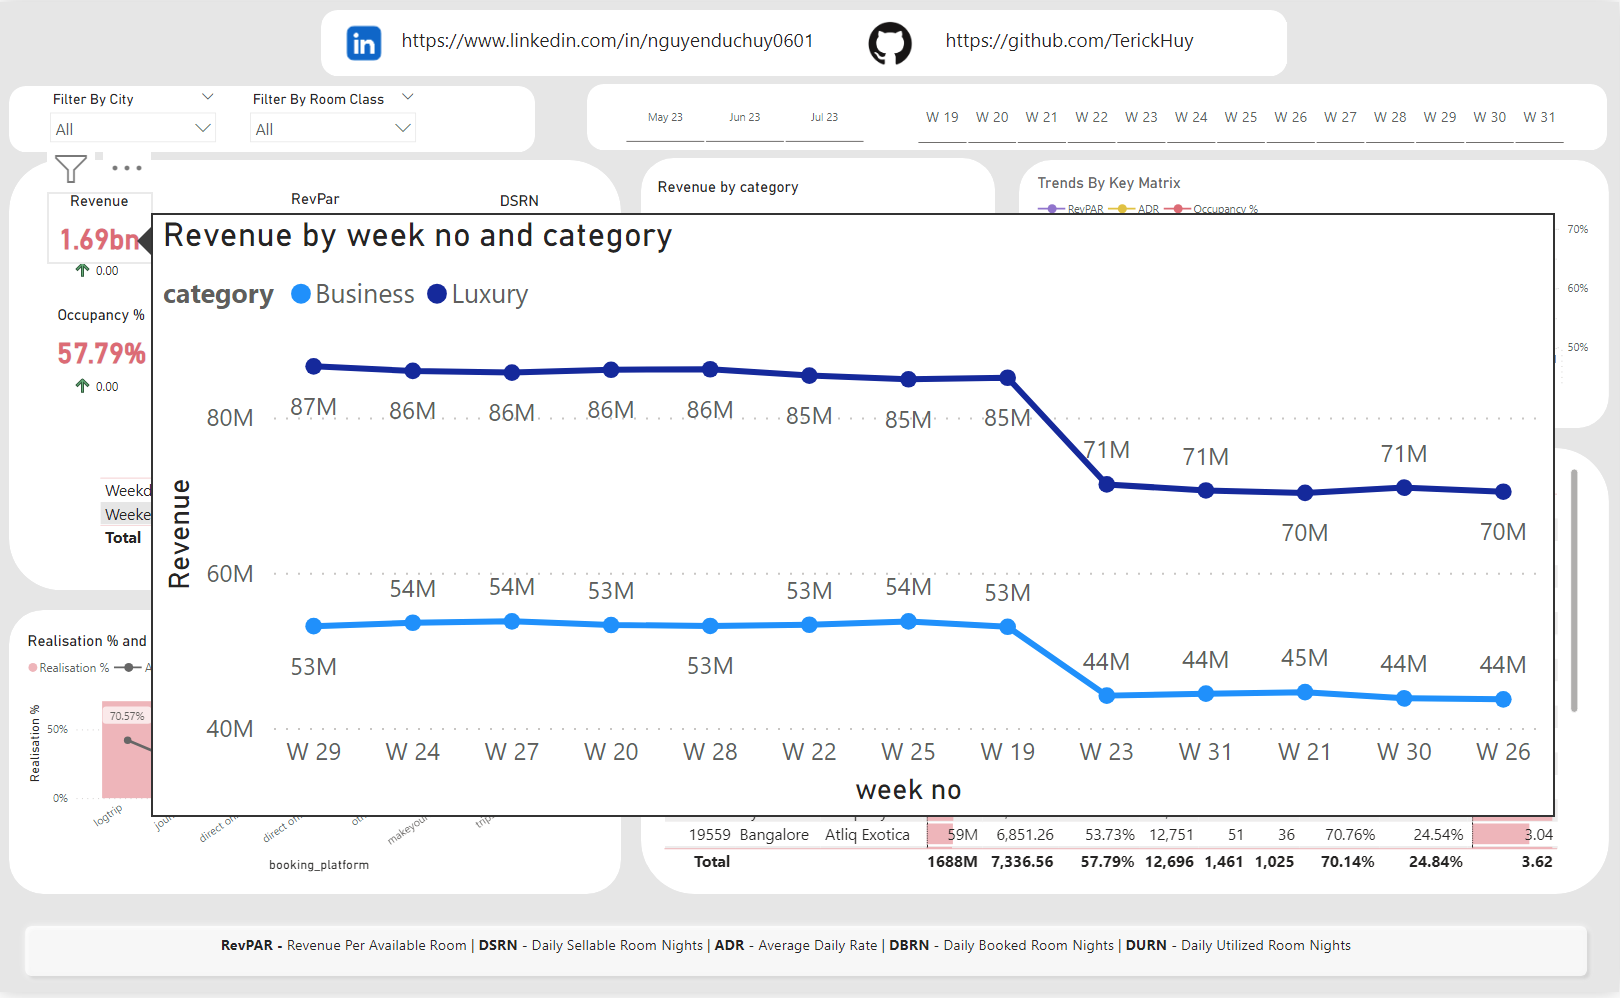 https://www.linkedin.com/in/nguyenduchuy0601 https://github.com/TerickHuy
Filter By City Filter By Room Class
All All
May 23 Jun 23 Jul 23 W 19 W 20 W 21 W 22 W 23 W 24 W 25 W 26 W 27 W 28 W 29 W 30 W 31
Revenue RevPar DSRN
1.69bn
0.00
Occupancy %
57.79%
0.00
Revenue by category
Trends By Key Matrix
RevPAR ADR Occupancy %
70%
60%
50%
Revenue by week no and category
category Business Luxury
Revenue
80M
60M
40M
87M 86M 86M 86M 86M 85M 85M 85M 71M 71M 70M 71M 70M
53M 54M 54M 53M 53M 53M 54M 53M 44M 44M 45M 44M 44M
W 29 W 24 W 27 W 20 W 28 W 22 W 25 W 19 W 23 W 31 W 21 W 30 W 26
week no
Weekd
Weeke
Total
Realisation % and
Realisation % A
Realisation %
50%
0%
70.57%
logtrip direct on makeyour
booking_platform
19559 Bangalore Atliq Exotica 59M 6,851.26 53.73% 12,751 51 36 70.76% 24.54% 3.04
Total 1688M 7,336.56 57.79% 12,696 1,461 1,025 70.14% 24.84% 3.62
RevPAR - Revenue Per Available Room | DSRN - Daily Sellable Room Nights | ADR - Average Daily Rate | DBRN - Daily Booked Room Nights | DURN - Daily Utilized Room Nights